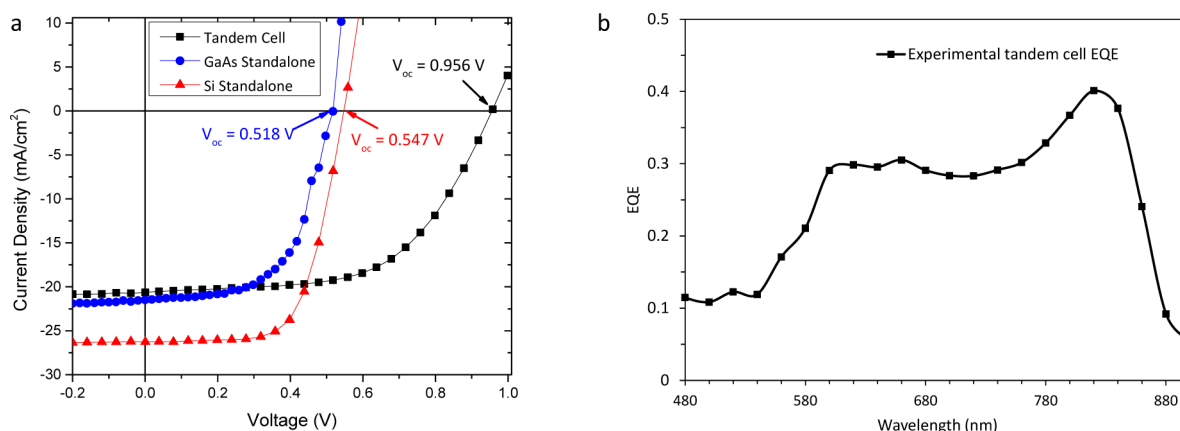 a
Tandem Cell
GaAs Standalone
Si Standalone
V_oc = 0.956 V
V_oc = 0.518 V
V_oc = 0.547 V
10
5
0
-5
-10
-15
-20
-25
-30
Current Density (mA/cm²)
-0.2 0.0 0.2 0.4 0.6 0.8 1.0
Voltage (V)
b
Experimental tandem cell EQE
0.5
0.4
0.3
0.2
0.1
0
EQE
480 580 680 780 880
Wavelength (nm)